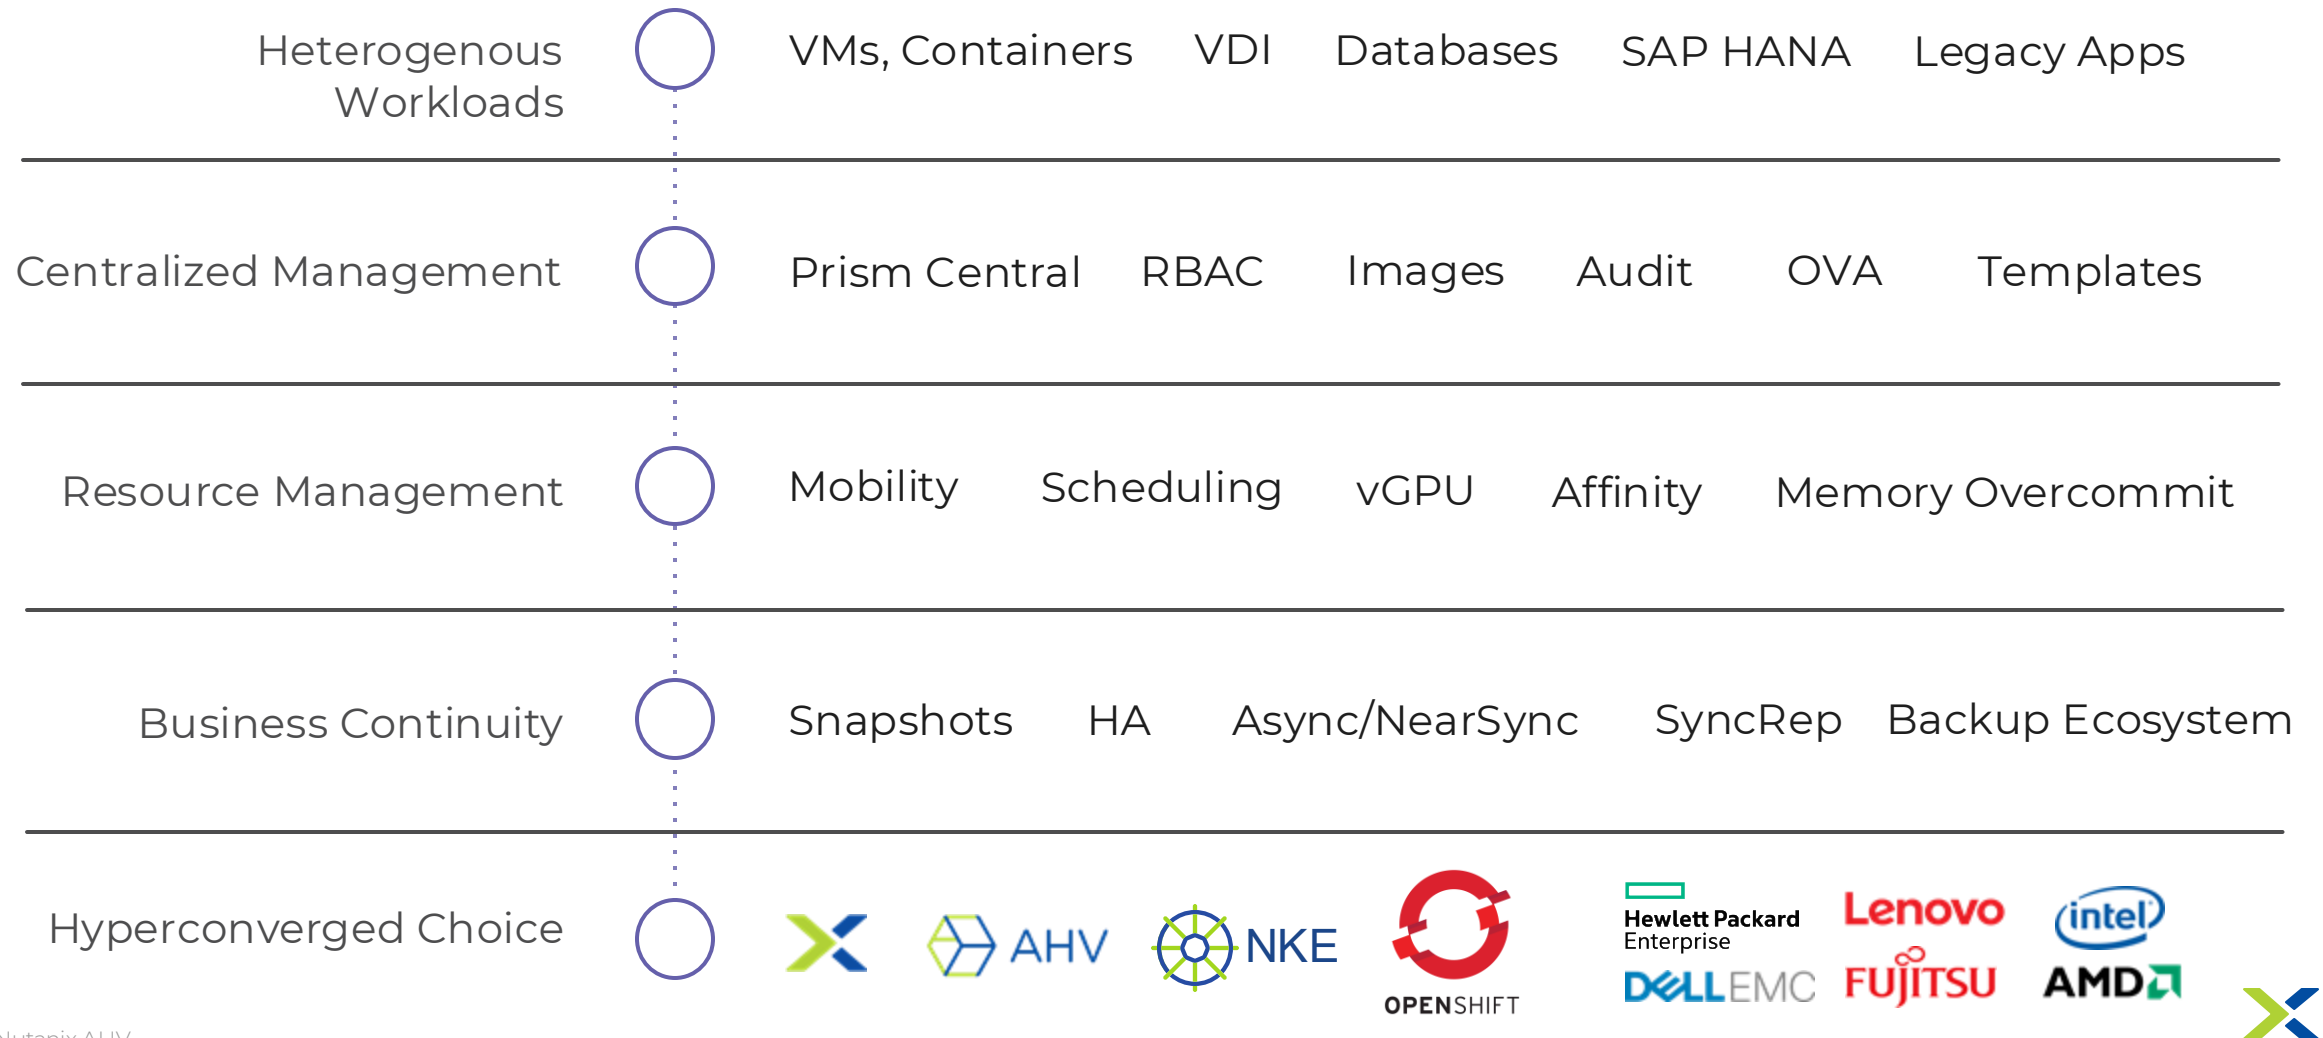 Heterogenous
Workloads
VMs, Containers VDI Databases SAP HANA Legacy Apps
Centralized Management
Prism Central RBAC Images Audit OVA Templates
Resource Management
Mobility Scheduling vGPU Affinity Memory Overcommit
Business Continuity
Snapshots HA Async/NearSync SyncRep Backup Ecosystem
Hyperconverged Choice
AHV
NKE
OPENSHIFT
Hewlett Packard
Enterprise
DELLEMC
Lenovo
FUJITSU
intel
AMD
Nutanix AHV